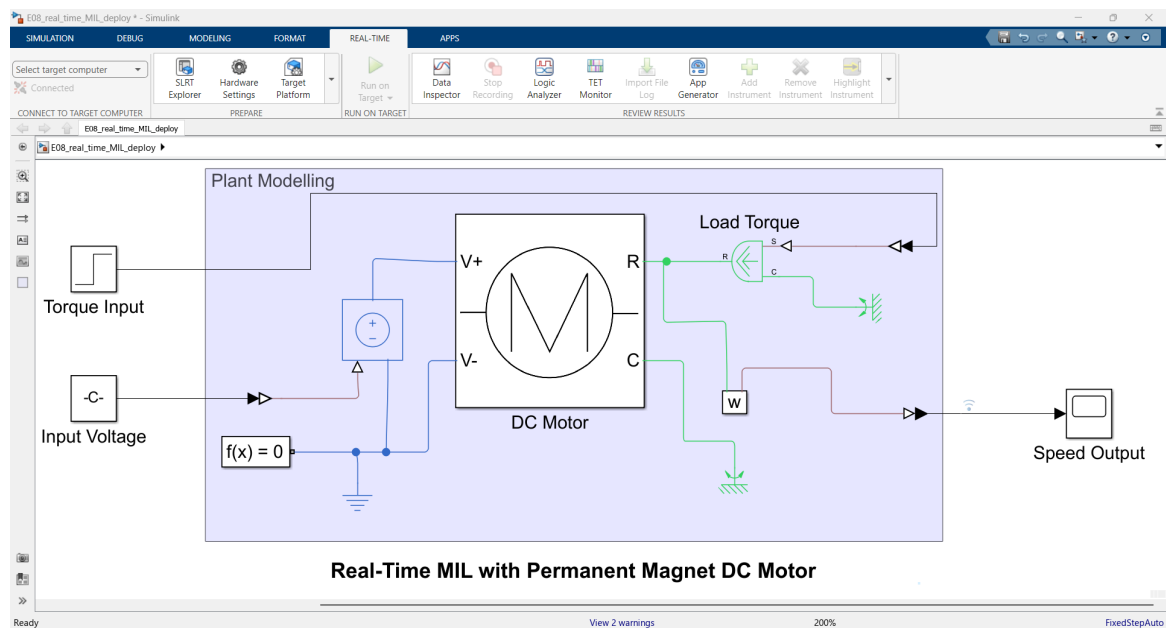 E08_real_time_MIL_deploy * - Simulink
SIMULATION DEBUG MODELING FORMAT REAL-TIME APPS
Select target computer
Connected
CONNECT TO TARGET COMPUTER
SLRT Explorer
Hardware Settings
Target Platform
PREPARE
Run on Target
RUN ON TARGET
Data Inspector
Stop Recording
Logic Analyzer
TET Monitor
Import File Log
App Generator
Add Instrument
Remove Instrument
Highlight Instrument
REVIEW RESULTS
E08_real_time_MIL_deploy
E08_real_time_MIL_deploy
Plant Modelling
Torque Input
-C-
Input Voltage
f(x) = 0
V+
V-
R
C
M
DC Motor
Load Torque
R
S
C
W
Speed Output
Real-Time MIL with Permanent Magnet DC Motor
Ready
View 2 warnings
200%
FixedStepAuto